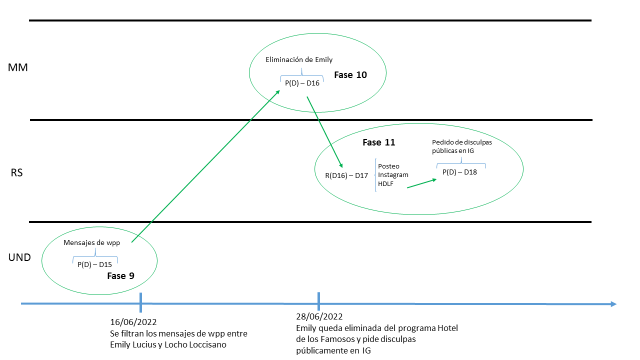 MM
Eliminación de Emily
P(D) – D16
Fase 10
RS
Fase 11
R(D16) – D17
Posteo
Instagram
HDLF
Pedido de disculpas
públicas en IG
P(D) – D18
UND
Mensajes de wpp
P(D) – D15
Fase 9
16/06/2022
Se filtran los mensajes de wpp entre
Emily Lucius y Locho Loccisano
28/06/2022
Emily queda eliminada del programa Hotel
de los Famosos y pide disculpas
públicamente en IG